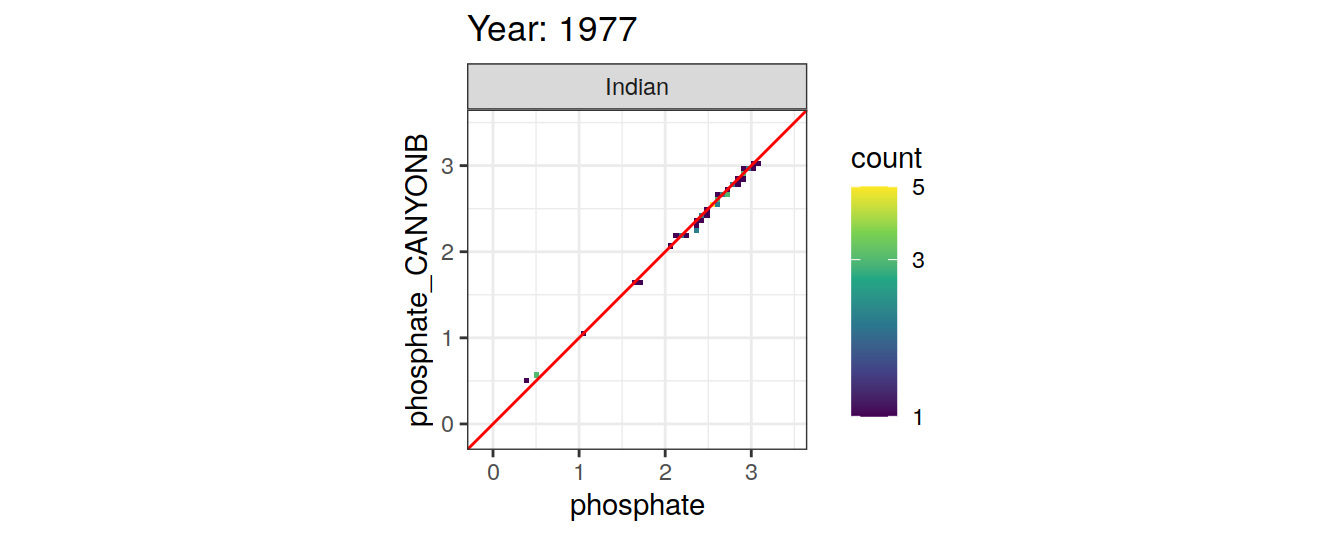 Year: 1977
Indian
phosphate_CANYONB
3
2
1
0
0 1 2 3
phosphate
count
5
3
1